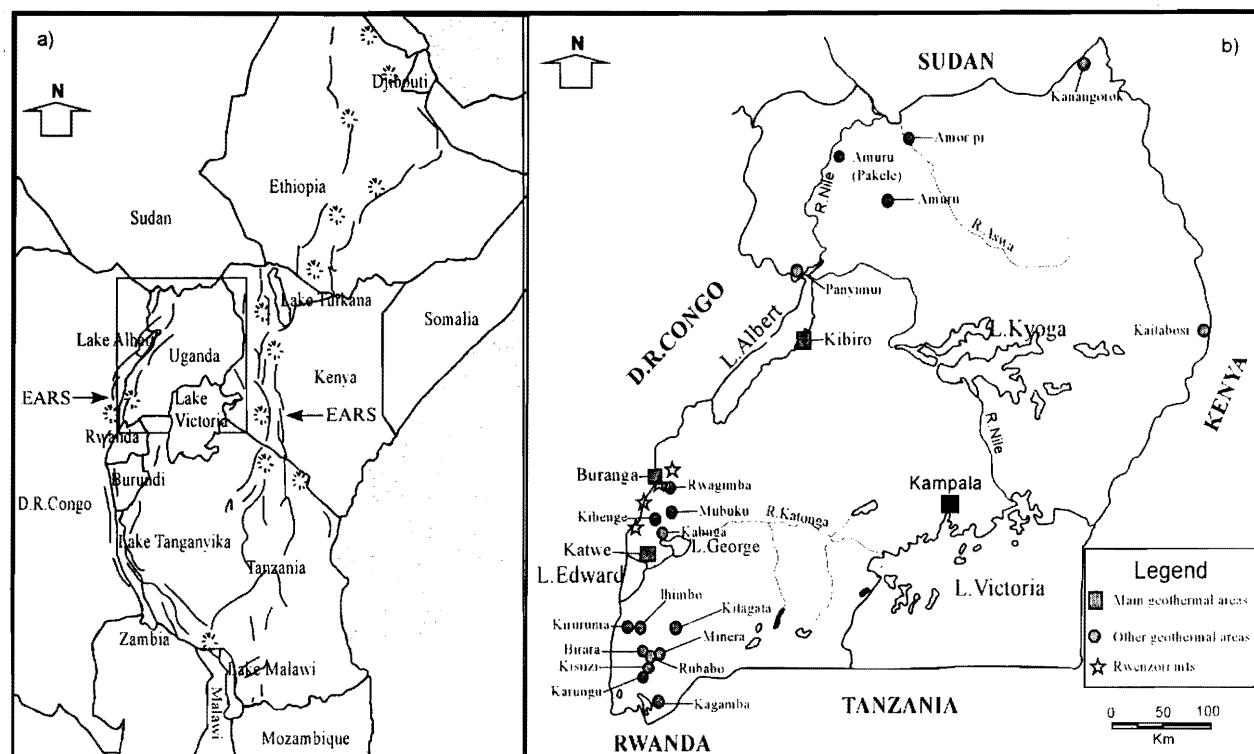 a)
N
Djibouti
Ethiopia
Sudan
Lake Turkana
Somalia
Lake Albert
Uganda
Kenya
EARS
Lake
Victoria
EARS
Rwanda
Burundi
D.R.Congo
Lake Tanganyika
Tanzania
Zambia
Lake Malawi
Malawi
Mozambique
b)
N
SUDAN
Kanangorok
Amor pi
Amuru
(Pakele)
R.Nile
Amuru
R.Aswa
Panyimur
D.R.CONGO
L.Albert
Kibiro
L.Kyoga
Kaitabosi
KENYA
R.Nile
Buranga
Rwagimba
Kampala
Mubuku
Kibenge
R.Katonga
Kabuga
Katwe
L.George
L.Edward
L.Victoria
Ihimbo
Kiruruma
Kitagata
Minera
Birara
Rubabo
Kisuzi
Karungu
Kagamba
TANZANIA
RWANDA
Legend
Main geothermal areas
Other geothermal areas
Rwenzori mts
0 50 100
Km